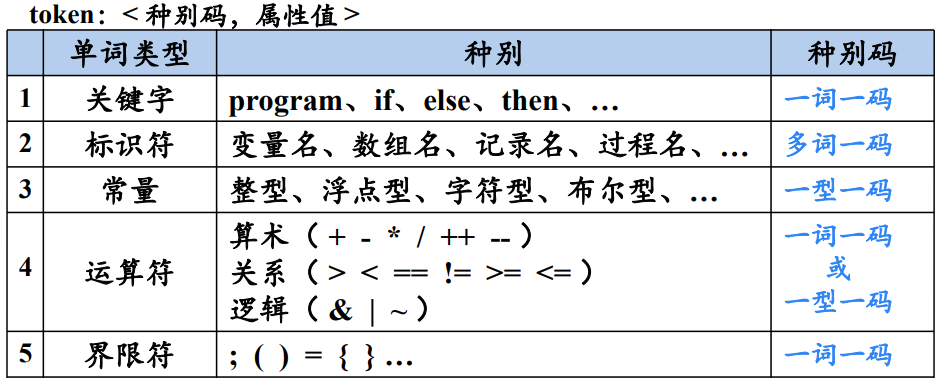 token：<种别码，属性值>
单词类型 种别 种别码
1 关键字 program、if、else、then、… 一词一码
2 标识符 变量名、数组名、记录名、过程名、… 多词一码
3 常量 整型、浮点型、字符型、布尔型、… 一型一码
4 运算符 算术（ + - * / ++ -- ） 一词一码
关系（ > < == != >= <= ） 或
逻辑（ & | ~ ） 一型一码
5 界限符 ; ( ) = { } … 一词一码